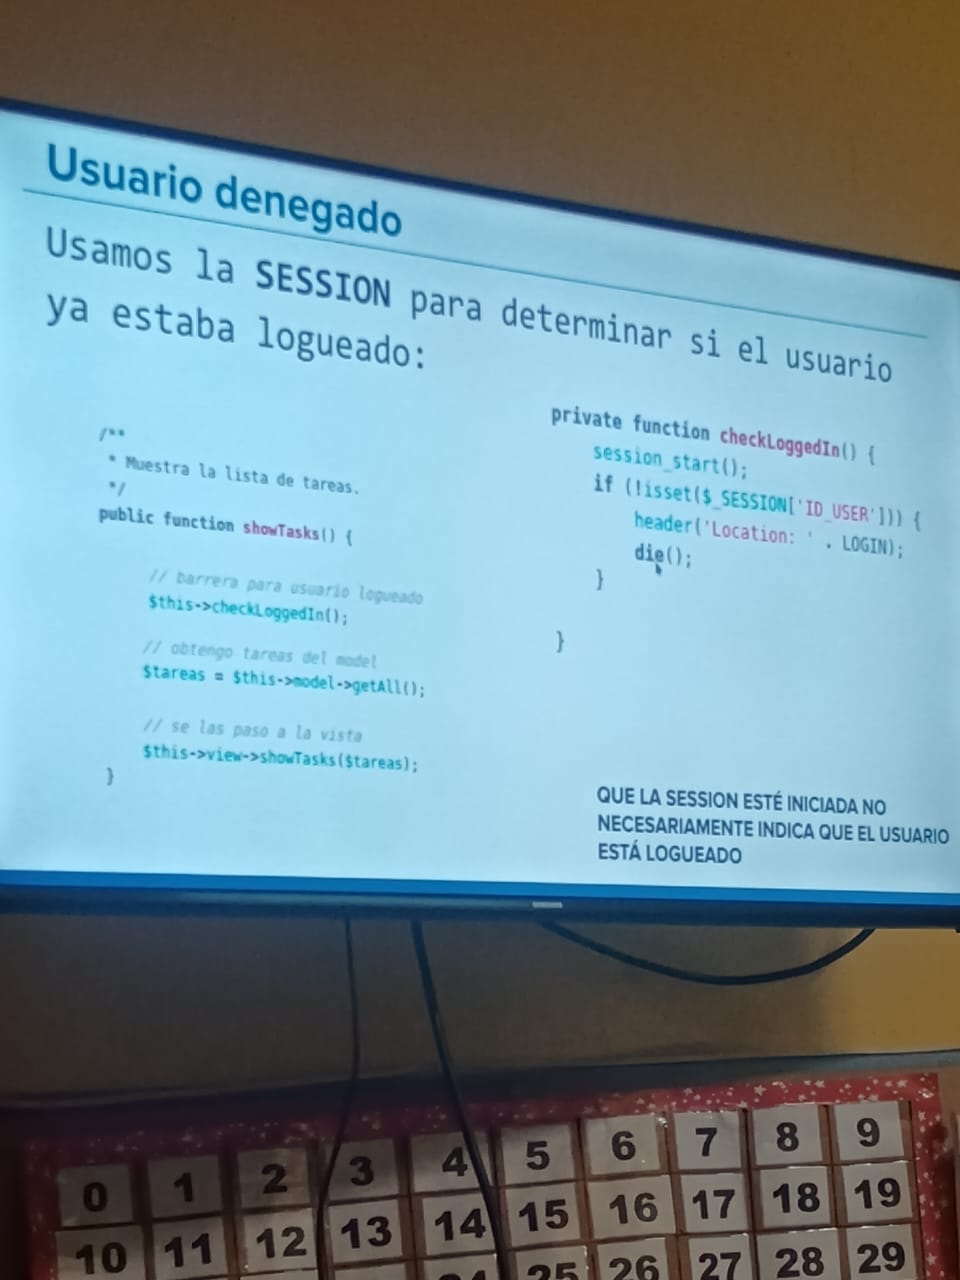 Usuario denegado
Usamos la SESSION para determinar si el usuario
ya estaba logueado:
/**
* Muestra la lista de tareas.
*/
public function showTasks() {
// barrera para usuario logueado
$this->checkLoggedIn();
// obtengo tareas del model
$tareas = $this->model->getAll();
// se las paso a la vista
$this->view->showTasks($tareas);
}
private function checkLoggedIn() {
session_start();
if (!isset($_SESSION['ID_USER'])) {
header('Location: ' . LOGIN);
die();
}
}
QUE LA SESSION ESTÉ INICIADA NO
NECESARIAMENTE INDICA QUE EL USUARIO
ESTÁ LOGUEADO
0 1 2 3 4 5 6 7 8 9
10 11 12 13 14 15 16 17 18 19
25 26 27 28 29